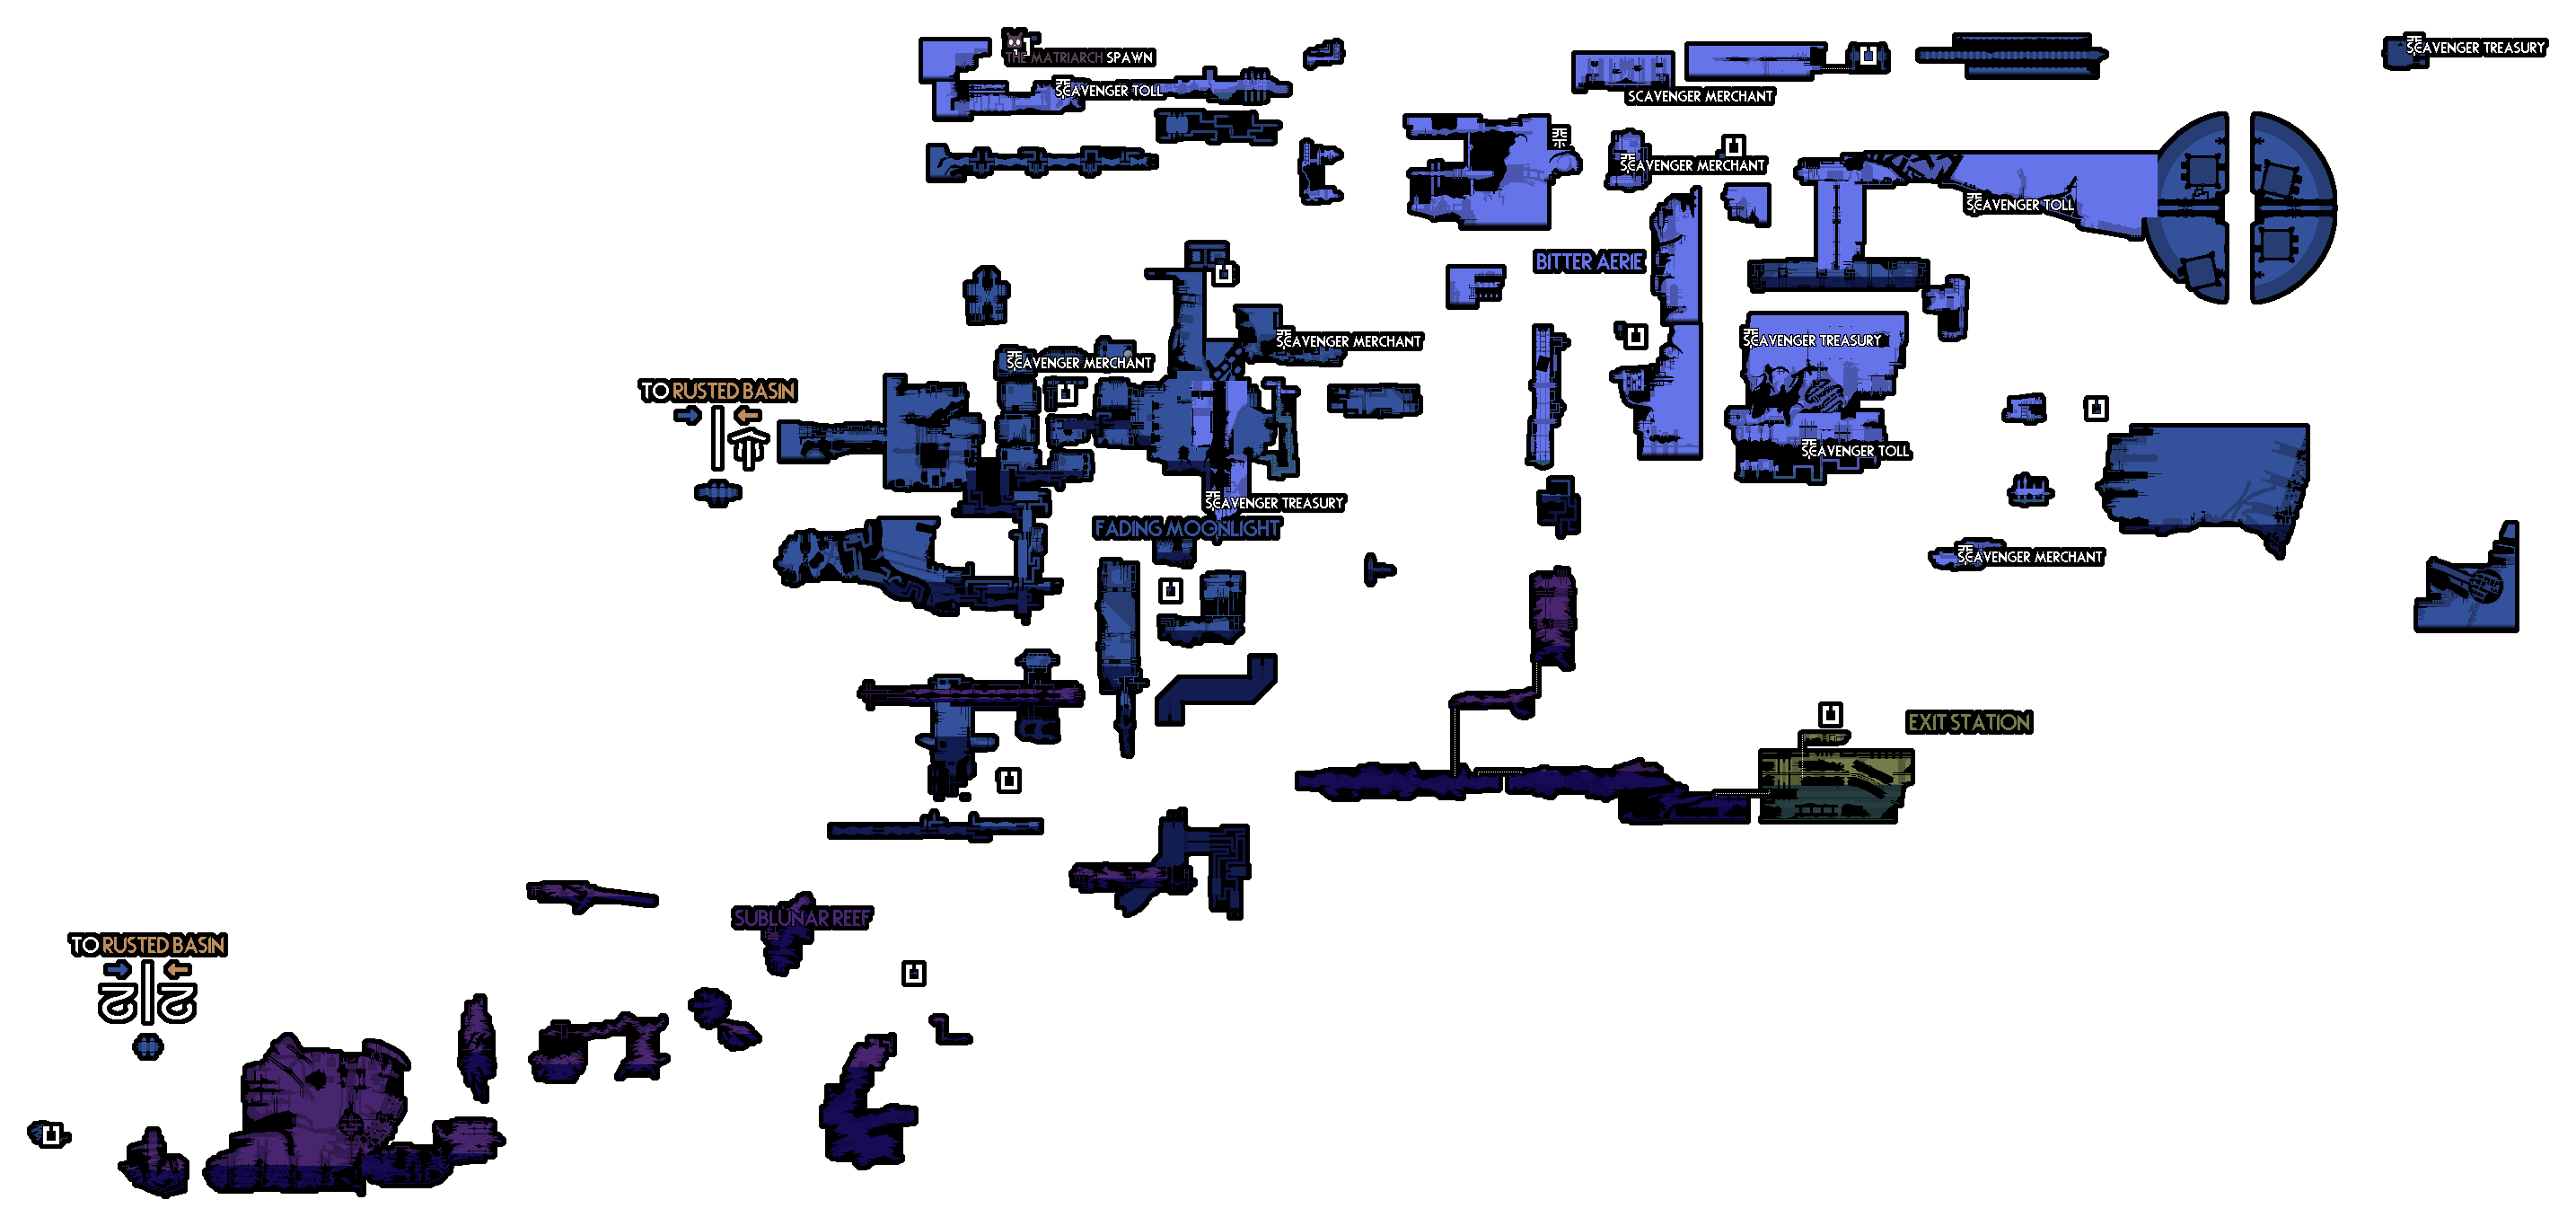 SCAVENGER TREASURY
THE MATRIARCH SPAWN
SCAVENGER TOLL
SCAVENGER MERCHANT
SCAVENGER MERCHANT
SCAVENGER TOLL
BITTER AERIE
SCAVENGER MERCHANT
SCAVENGER TREASURY
SCAVENGER MERCHANT
TO RUSTED BASIN
SCAVENGER TOLL
SCAVENGER TREASURY
FADING MOONLIGHT
SCAVENGER MERCHANT
EXIT STATION
SUBLUNAR REEF
TO RUSTED BASIN